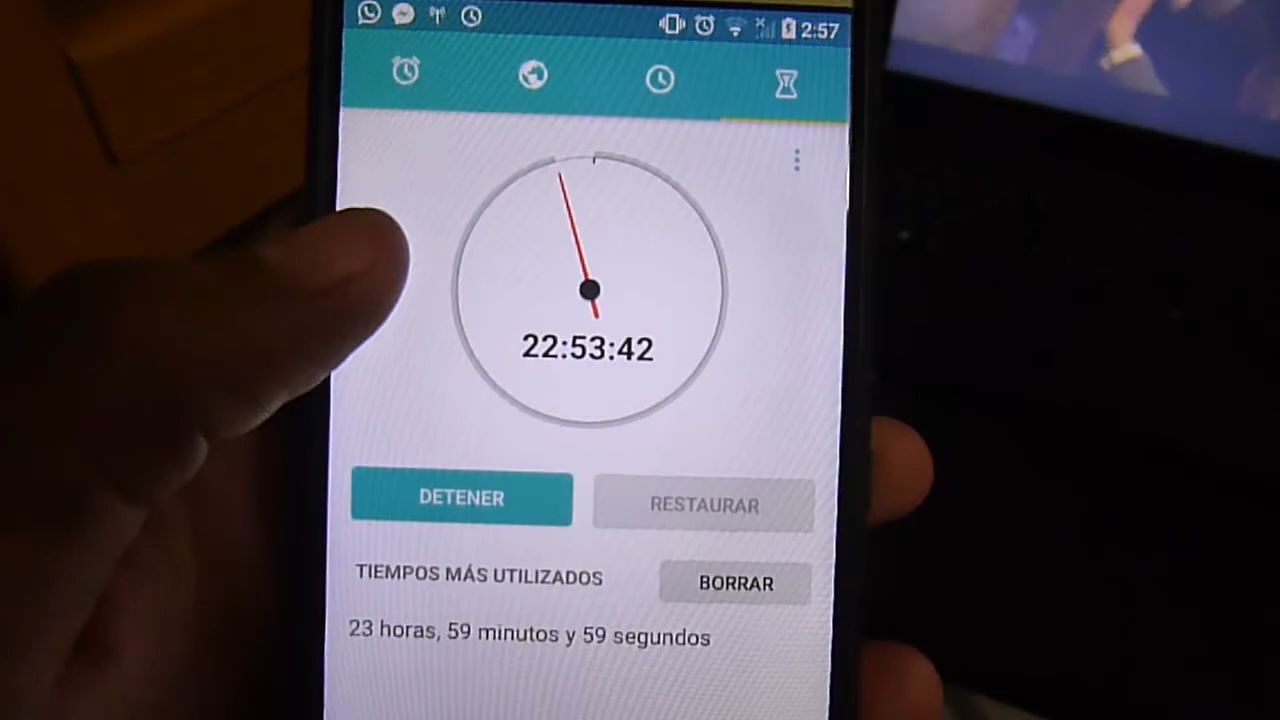 2:57
22:53:42
DETENER
RESTAURAR
TIEMPOS MÁS UTILIZADOS
BORRAR
23 horas, 59 minutos y 59 segundos